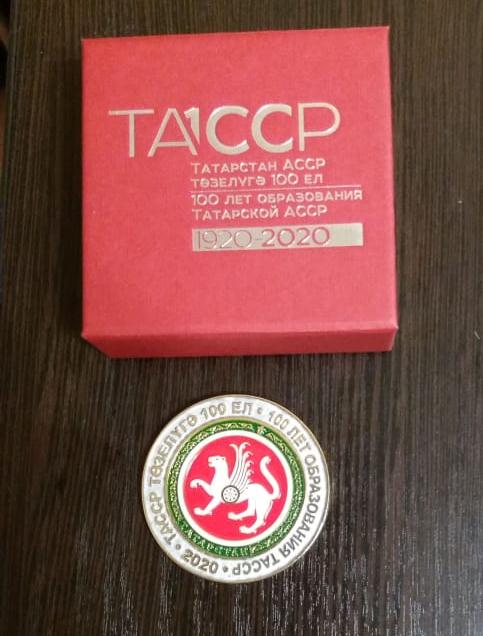 ТА1ССР
ТАТАРСТАН АССР
ТӨЗЕЛҮГӘ 100 ЕЛ
100 ЛЕТ ОБРАЗОВАНИЯ
ТАТАРСКОЙ АССР
1920-2020
ТАССР ТӨЗЕЛҮГӘ 100 ЕЛ • 100 ЛЕТ ОБРАЗОВАНИЯ ТАССР • 2020 •
ТАТАРСТАН